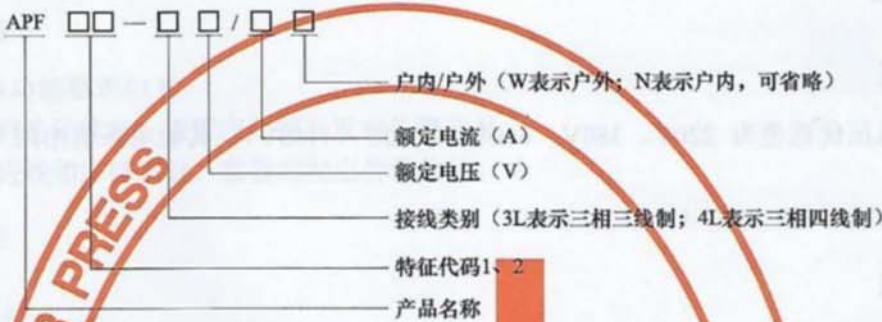 APF □□ — □ □ / □ □
户内/户外（W表示户外；N表示户内，可省略）
额定电流（A）
额定电压（V）
接线类别（3L表示三相三线制；4L表示三相四线制）
特征代码1、2
产品名称
PRESS